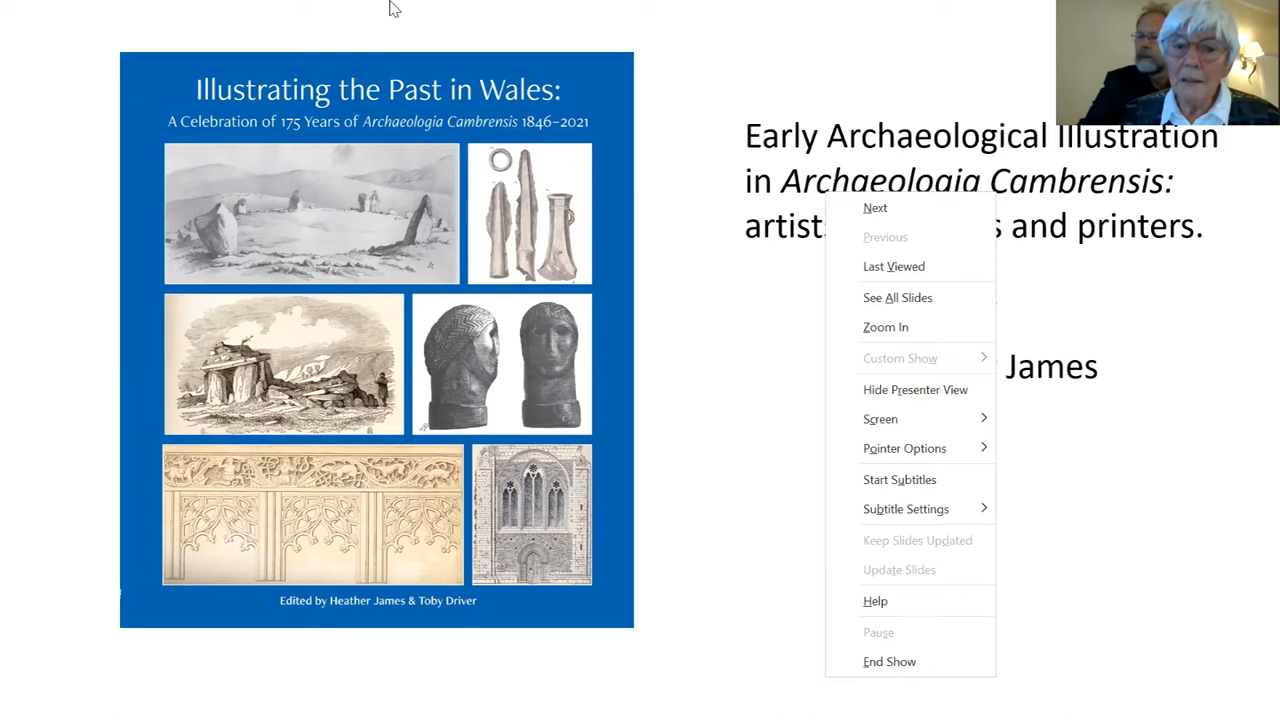 Illustrating the Past in Wales:
A Celebration of 175 Years of Archaeologia Cambrensis 1846–2021
Edited by Heather James & Toby Driver
Early Archaeological Illustration
in Archaeologia Cambrensis:
and printers.
James
Next
Previous
Last Viewed
See All Slides
Zoom In
Custom Show
Hide Presenter View
Screen
Pointer Options
Start Subtitles
Subtitle Settings
Keep Slides Updated
Update Slides
Help
Pause
End Show